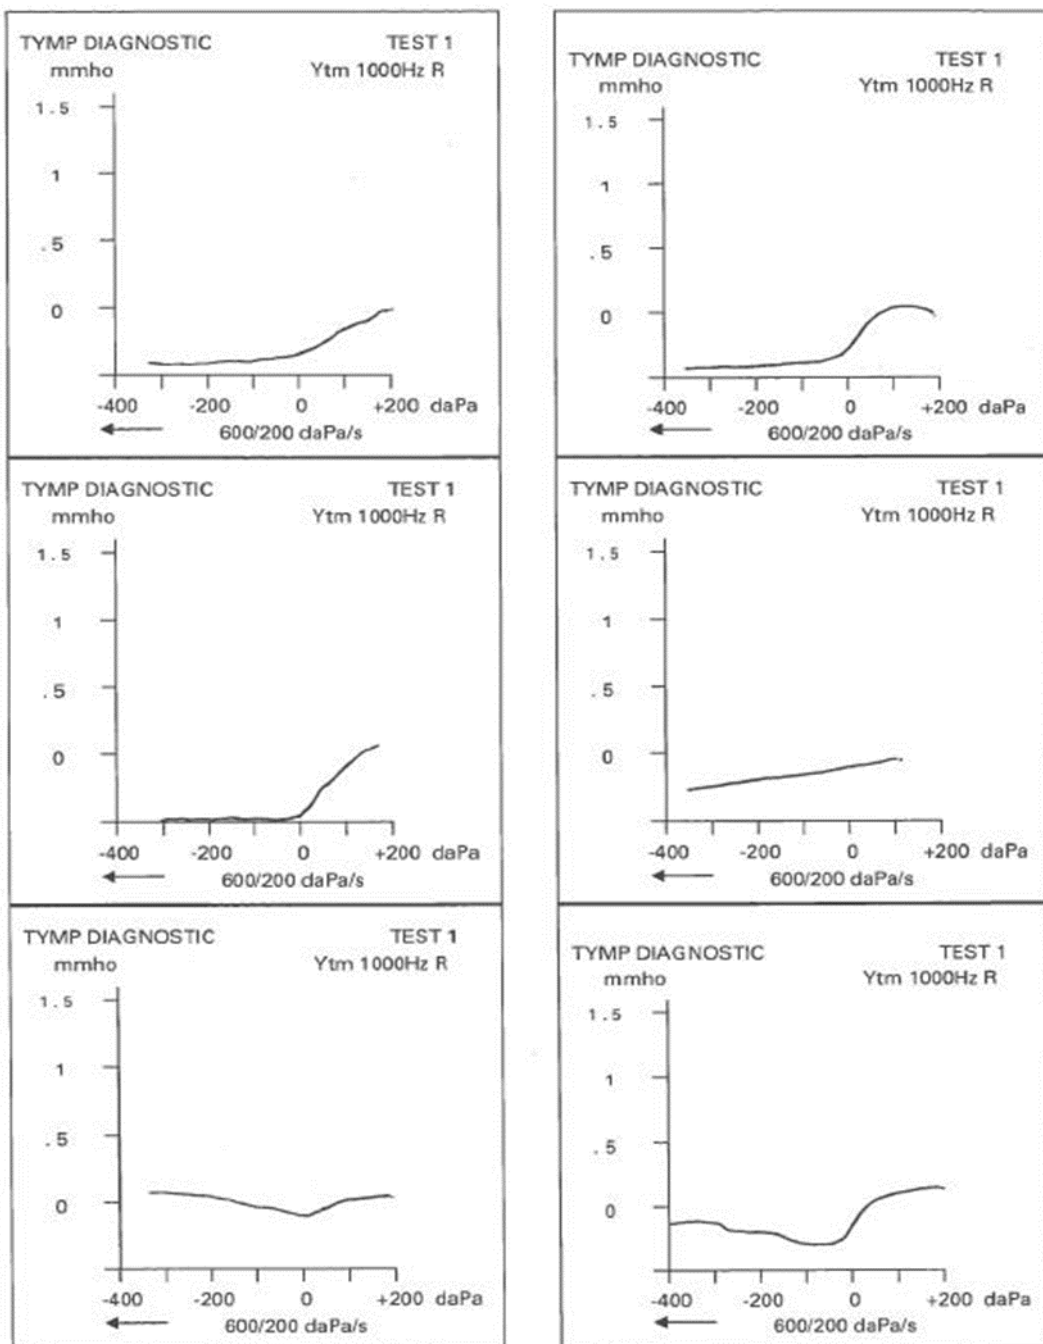 TYMP DIAGNOSTIC TEST 1
mmho Ytm 1000Hz R
1.5
1
.5
0
-400 -200 0 +200 daPa
600/200 daPa/s
TYMP DIAGNOSTIC TEST 1
mmho Ytm 1000Hz R
1.5
1
.5
0
-400 -200 0 +200 daPa
600/200 daPa/s
TYMP DIAGNOSTIC TEST 1
mmho Ytm 1000Hz R
1.5
1
.5
0
-400 -200 0 +200 daPa
600/200 daPa/s
TYMP DIAGNOSTIC TEST 1
mmho Ytm 1000Hz R
1.5
1
.5
0
-400 -200 0 +200 daPa
600/200 daPa/s
TYMP DIAGNOSTIC TEST 1
mmho Ytm 1000Hz R
1.5
1
.5
0
-400 -200 0 +200 daPa
600/200 daPa/s
TYMP DIAGNOSTIC TEST 1
mmho Ytm 1000Hz R
1.5
1
.5
0
-400 -200 0 +200 daPa
600/200 daPa/s